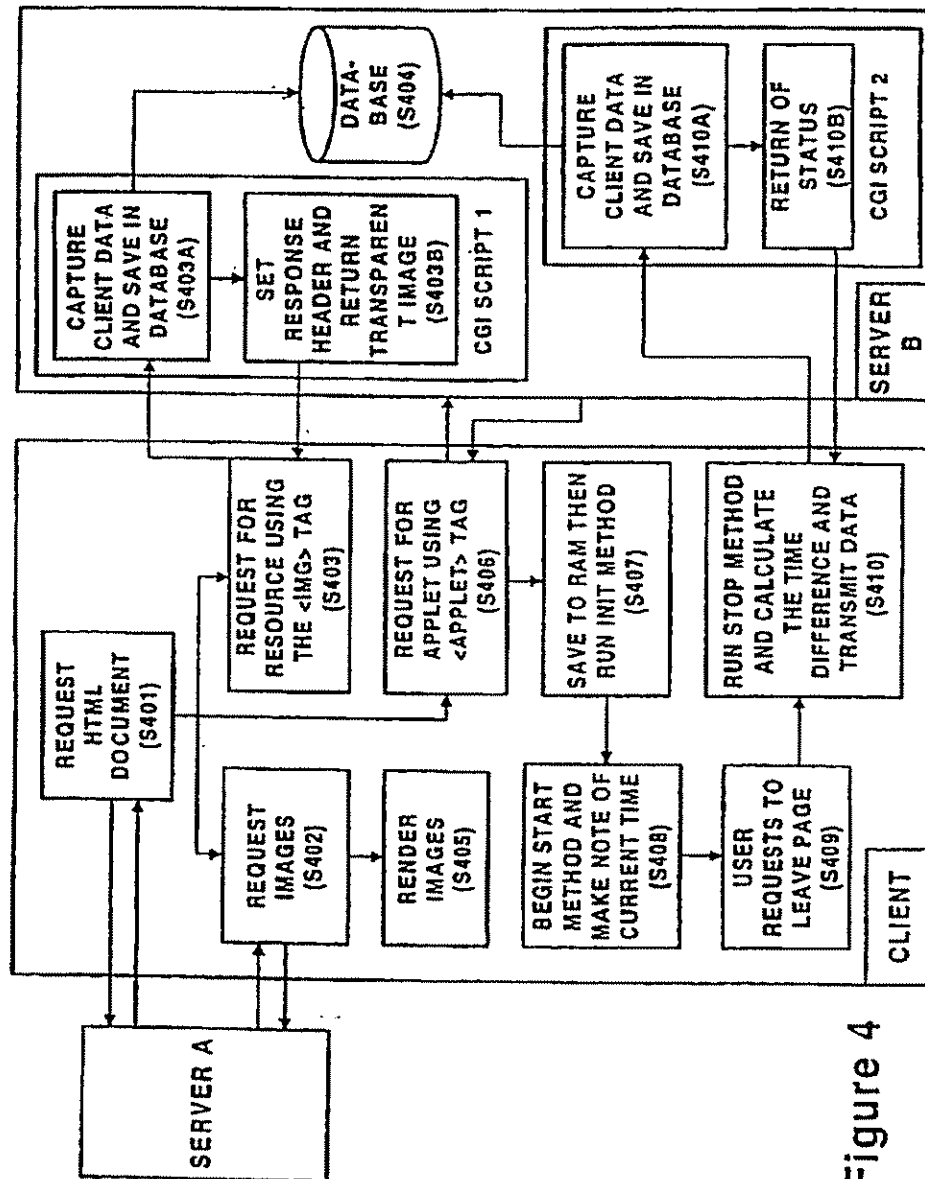 SERVER A
REQUEST
HTML
DOCUMENT
(S401)
REQUEST
IMAGES
(S402)
RENDER
IMAGES
(S405)
REQUEST FOR
RESOURCE USING
THE <IMG> TAG
(S403)
REQUEST FOR
APPLET USING
<APPLET> TAG
(S406)
SAVE TO RAM THEN
RUN INIT METHOD
(S407)
BEGIN START
METHOD AND
MAKE NOTE OF
CURRENT TIME
(S408)
USER
REQUESTS TO
LEAVE PAGE
(S409)
RUN STOP METHOD
AND CALCULATE
THE TIME
DIFFERENCE AND
TRANSMIT DATA
(S410)
CLIENT
CAPTURE
CLIENT DATA
AND SAVE IN
DATABASE
(S403A)
SET
RESPONSE
HEADER AND
RETURN
TRANSPAREN
T IMAGE
(S403B)
CGI SCRIPT 1
DATA-
BASE
(S404)
CAPTURE
CLIENT DATA
AND SAVE IN
DATABASE
(S410A)
RETURN OF
STATUS
(S410B)
CGI SCRIPT 2
SERVER
B
Figure 4